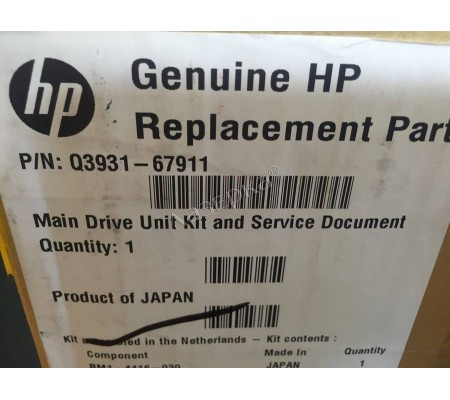 hp
Genuine HP
Replacement Part
P/N: Q3931-67911
Main Drive Unit Kit and Service Document
Quantity: 1
Product of JAPAN
Kit in the Netherlands - Kit contents :
Component Made In Quantity
JAPAN 1